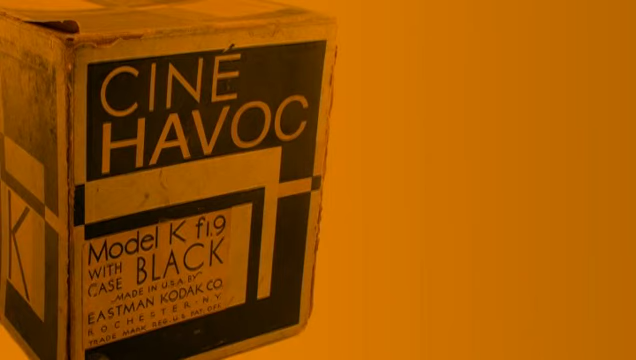 CINÉ
HAVOC
K
Model K f1.9
WITH BLACK
CASE
MADE IN U.S.A. BY
EASTMAN KODAK CO.
ROCHESTER, N.Y.
TRADE MARK REG. U.S. PAT. OFF.